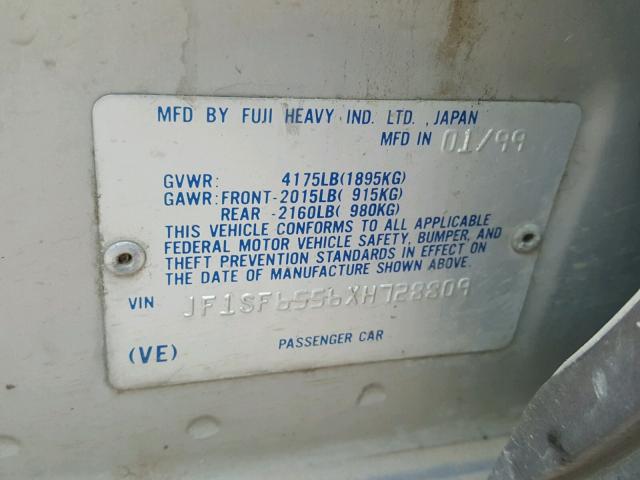 MFD BY FUJI HEAVY IND. LTD., JAPAN
MFD IN 01/99
GVWR: 4175LB(1895KG)
GAWR:FRONT-2015LB( 915KG)
REAR -2160LB( 980KG)
THIS VEHICLE CONFORMS TO ALL APPLICABLE
FEDERAL MOTOR VEHICLE SAFETY, BUMPER, AND
THEFT PREVENTION STANDARDS IN EFFECT ON
THE DATE OF MANUFACTURE SHOWN ABOVE.
VIN JF1SF6556XH728809
(VE) PASSENGER CAR